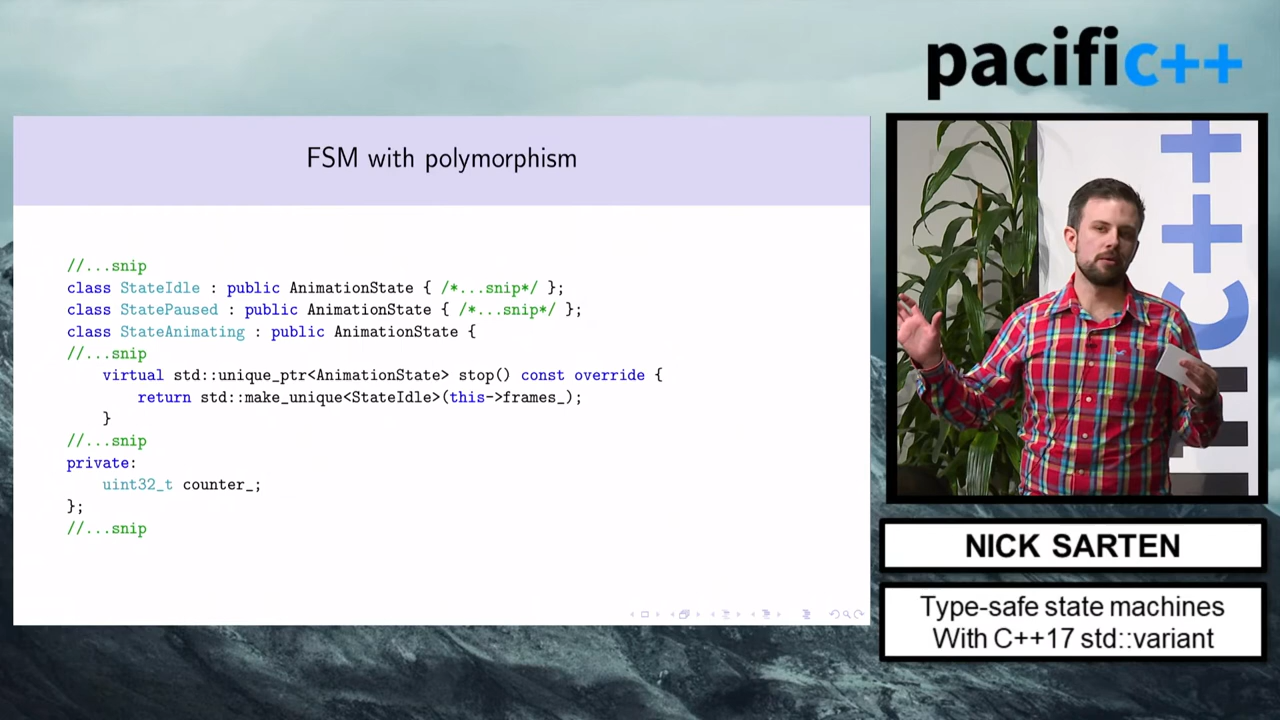 pacific++
FSM with polymorphism
//...snip
class StateIdle : public AnimationState { /*...snip*/ };
class StatePaused : public AnimationState { /*...snip*/ };
class StateAnimating : public AnimationState {
//...snip
virtual std::unique_ptr<AnimationState> stop() const override {
return std::make_unique<StateIdle>(this->frames_);
}
//...snip
private:
uint32_t counter_;
};
//...snip
c++
NICK SARTEN
Type-safe state machines
With C++17 std::variant